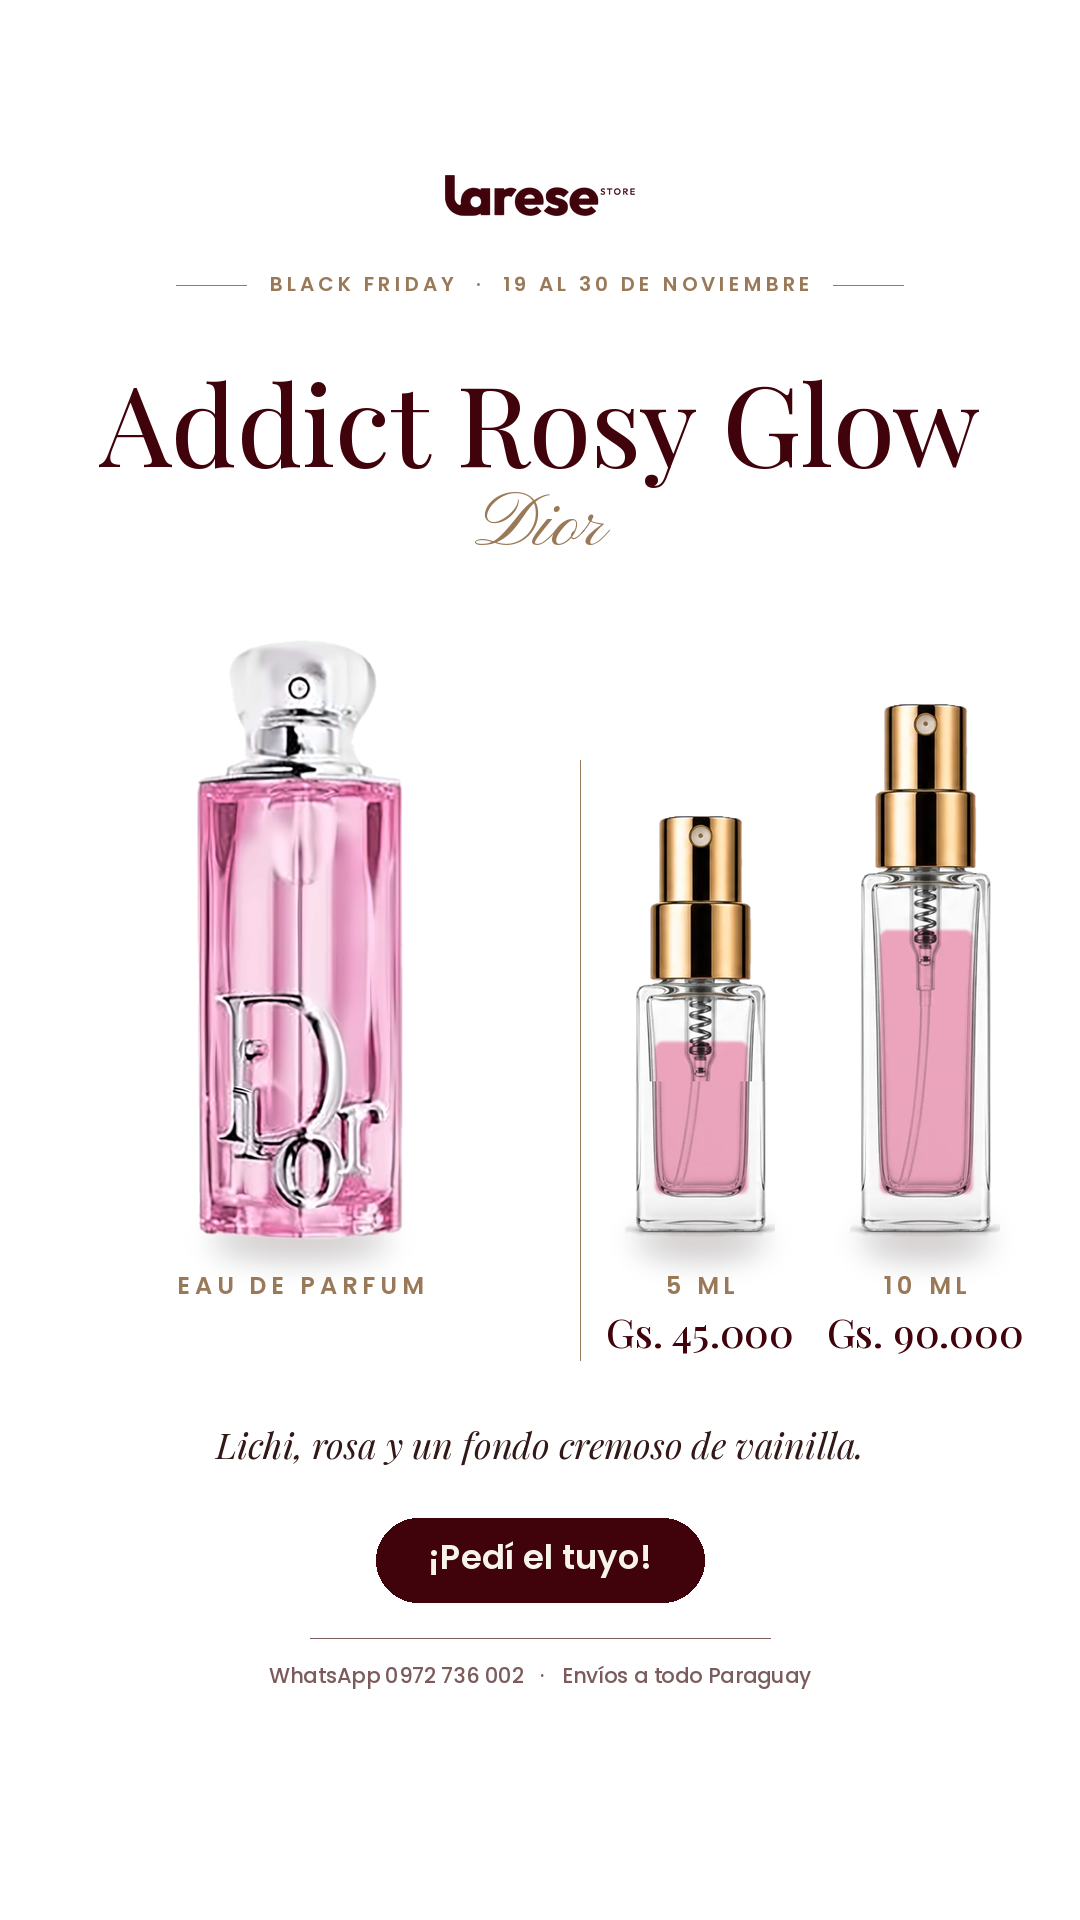 Larese STORE
BLACK FRIDAY · 19 AL 30 DE NOVIEMBRE
Addict Rosy Glow
Dior
Dior
EAU DE PARFUM
5 ML
10 ML
Gs. 45.000
Gs. 90.000
Lichi, rosa y un fondo cremoso de vainilla.
¡Pedí el tuyo!
WhatsApp 0972 736 002 · Envíos a todo Paraguay